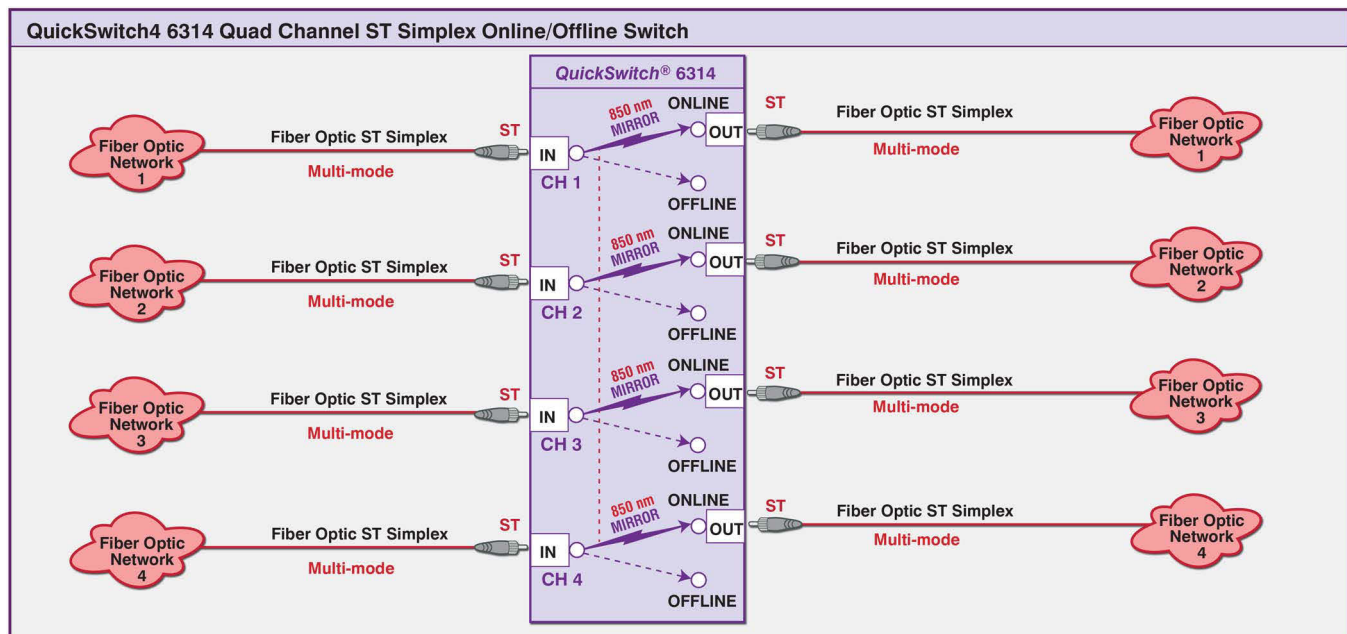 QuickSwitch4 6314 Quad Channel ST Simplex Online/Offline Switch
QuickSwitch® 6314
Fiber Optic
Network
1
Fiber Optic ST Simplex
Multi-mode
ST
IN
CH 1
850 nm
MIRROR
ONLINE
OUT
OFFLINE
ST
Fiber Optic ST Simplex
Multi-mode
Fiber Optic
Network
1
Fiber Optic
Network
2
Fiber Optic ST Simplex
Multi-mode
ST
IN
CH 2
850 nm
MIRROR
ONLINE
OUT
OFFLINE
ST
Fiber Optic ST Simplex
Multi-mode
Fiber Optic
Network
2
Fiber Optic
Network
3
Fiber Optic ST Simplex
Multi-mode
ST
IN
CH 3
850 nm
MIRROR
ONLINE
OUT
OFFLINE
ST
Fiber Optic ST Simplex
Multi-mode
Fiber Optic
Network
3
Fiber Optic
Network
4
Fiber Optic ST Simplex
Multi-mode
ST
IN
CH 4
850 nm
MIRROR
ONLINE
OUT
OFFLINE
ST
Fiber Optic ST Simplex
Multi-mode
Fiber Optic
Network
4